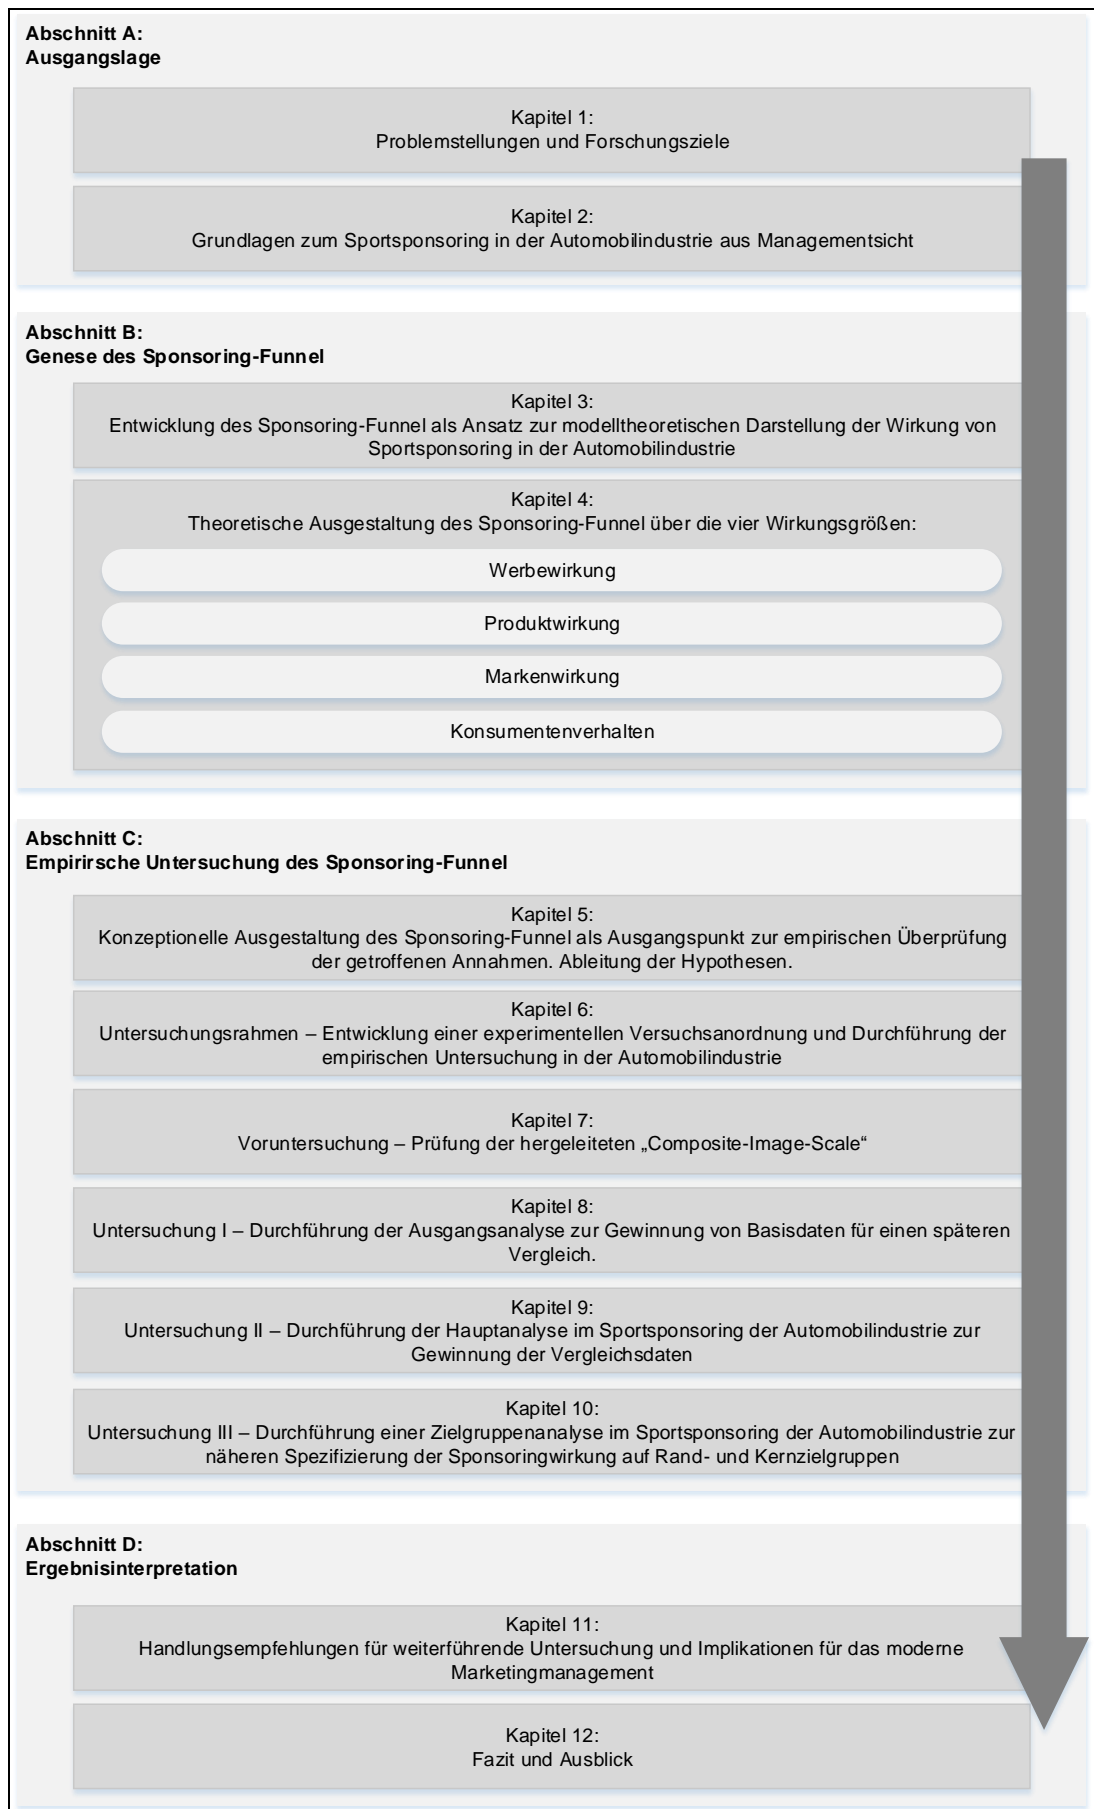 Abschnitt A:
Ausgangslage
Kapitel 1:
Problemstellungen und Forschungsziele
Kapitel 2:
Grundlagen zum Sportsponsoring in der Automobilindustrie aus Managementsicht
Abschnitt B:
Genese des Sponsoring-Funnel
Kapitel 3:
Entwicklung des Sponsoring-Funnel als Ansatz zur modelltheoretischen Darstellung der Wirkung von
Sportsponsoring in der Automobilindustrie
Kapitel 4:
Theoretische Ausgestaltung des Sponsoring-Funnel über die vier Wirkungsgrößen:
Werbewirkung
Produktwirkung
Markenwirkung
Konsumentenverhalten
Abschnitt C:
Empirirsche Untersuchung des Sponsoring-Funnel
Kapitel 5:
Konzeptionelle Ausgestaltung des Sponsoring-Funnel als Ausgangspunkt zur empirischen Überprüfung
der getroffenen Annahmen. Ableitung der Hypothesen.
Kapitel 6:
Untersuchungsrahmen – Entwicklung einer experimentellen Versuchsanordnung und Durchführung der
empirischen Untersuchung in der Automobilindustrie
Kapitel 7:
Voruntersuchung – Prüfung der hergeleiteten „Composite-Image-Scale“
Kapitel 8:
Untersuchung I – Durchführung der Ausgangsanalyse zur Gewinnung von Basisdaten für einen späteren
Vergleich.
Kapitel 9:
Untersuchung II – Durchführung der Hauptanalyse im Sportsponsoring der Automobilindustrie zur
Gewinnung der Vergleichsdaten
Kapitel 10:
Untersuchung III – Durchführung einer Zielgruppenanalyse im Sportsponsoring der Automobilindustrie zur
näheren Spezifizierung der Sponsoringwirkung auf Rand- und Kernzielgruppen
Abschnitt D:
Ergebnisinterpretation
Kapitel 11:
Handlungsempfehlungen für weiterführende Untersuchung und Implikationen für das moderne
Marketingmanagement
Kapitel 12:
Fazit und Ausblick